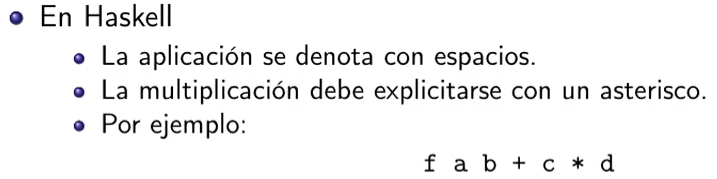 En Haskell
La aplicación se denota con espacios.
La multiplicación debe explicitarse con un asterisco.
Por ejemplo:
f a b + c * d